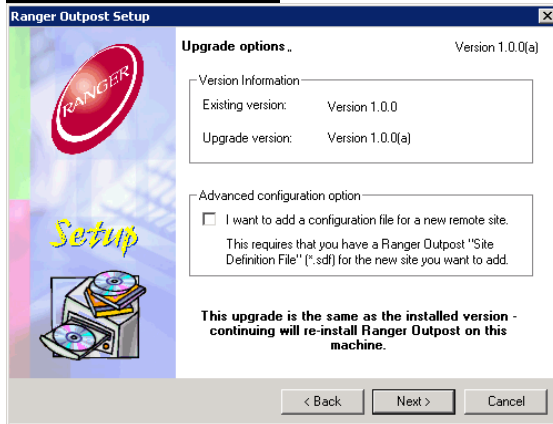 Ranger Outpost Setup
Upgrade options..
Version 1.0.0(a)
RANGER
Version Information
Existing version: Version 1.0.0
Upgrade version: Version 1.0.0(a)
Advanced configuration option
I want to add a configuration file for a new remote site.
This requires that you have a Ranger Outpost "Site
Definition File" (*.sdf) for the new site you want to add.
Setup
This upgrade is the same as the installed version -
continuing will re-install Ranger Outpost on this
machine.
< Back
Next >
Cancel